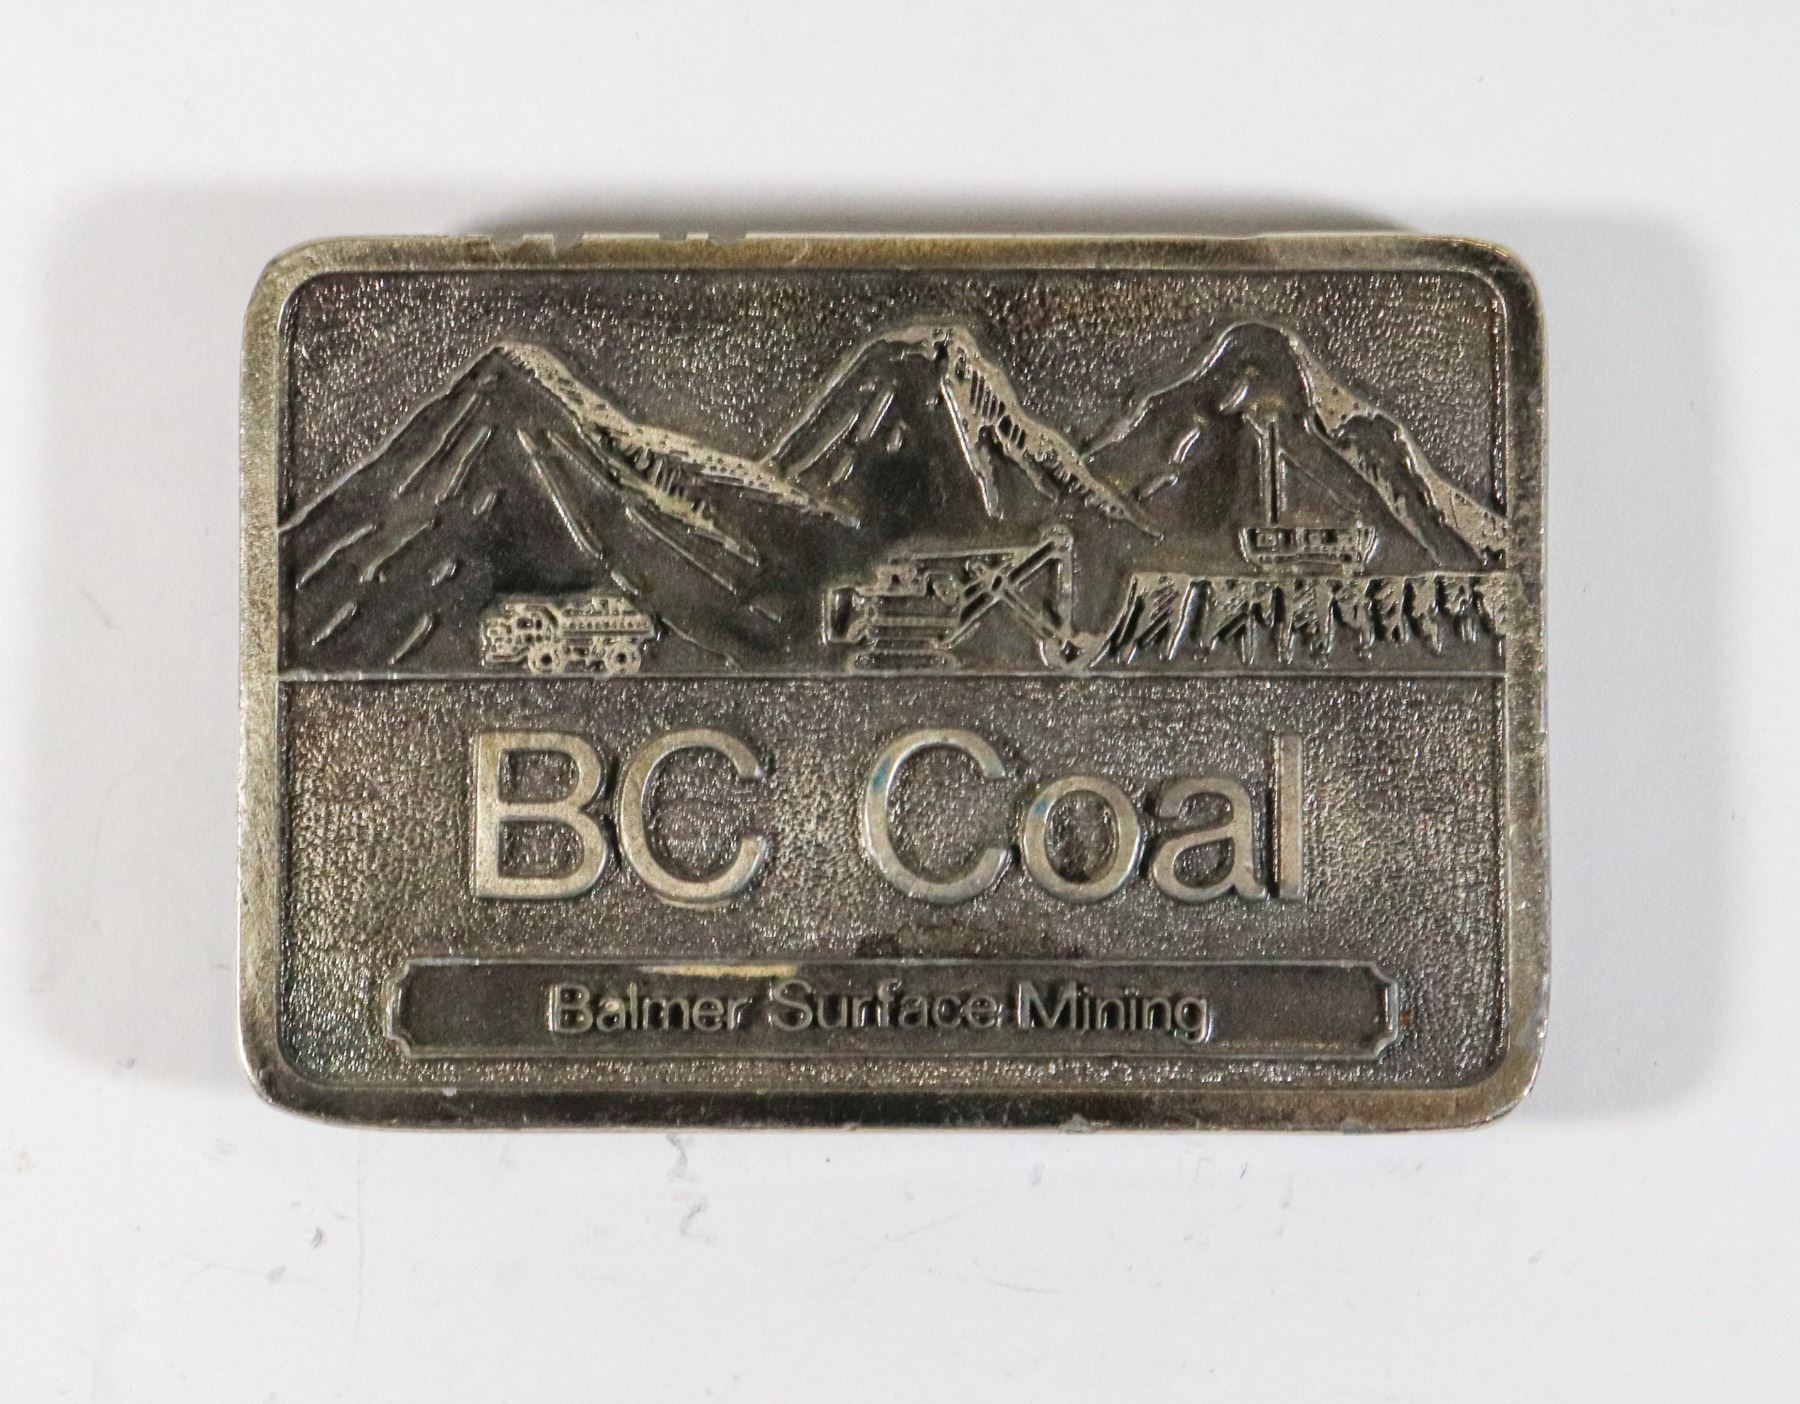 BC Coal
Balmer Surface Mining